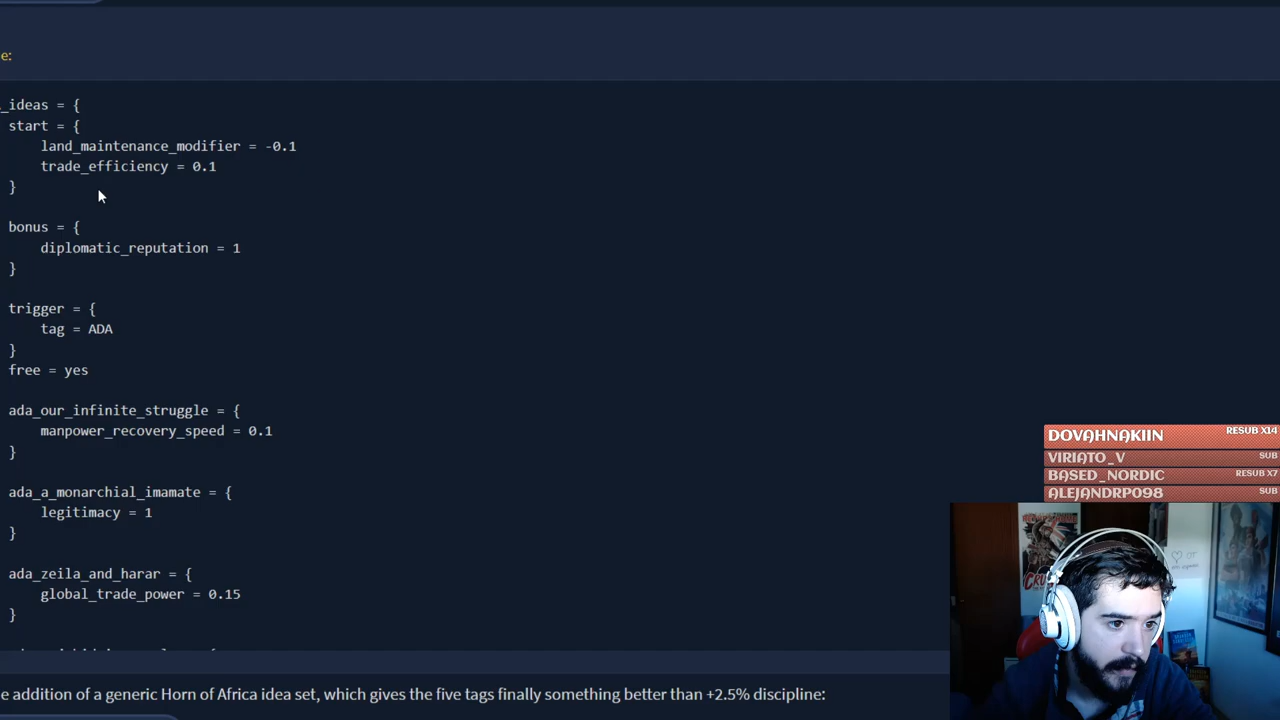 e:
_ideas = {
start = {
land_maintenance_modifier = -0.1
trade_efficiency = 0.1
}
bonus = {
diplomatic_reputation = 1
}
trigger = {
tag = ADA
}
free = yes
ada_our_infinite_struggle = {
manpower_recovery_speed = 0.1
}
ada_a_monarchial_imamate = {
legitimacy = 1
}
ada_zeila_and_harar = {
global_trade_power = 0.15
}
e addition of a generic Horn of Africa idea set, which gives the five tags finally something better than +2.5% discipline:
DOVAHNAKIIN RESUB X14
VIRIATO_V SUB
BASED_NORDIC RESUB X7
ALEJANDRP098 SUB